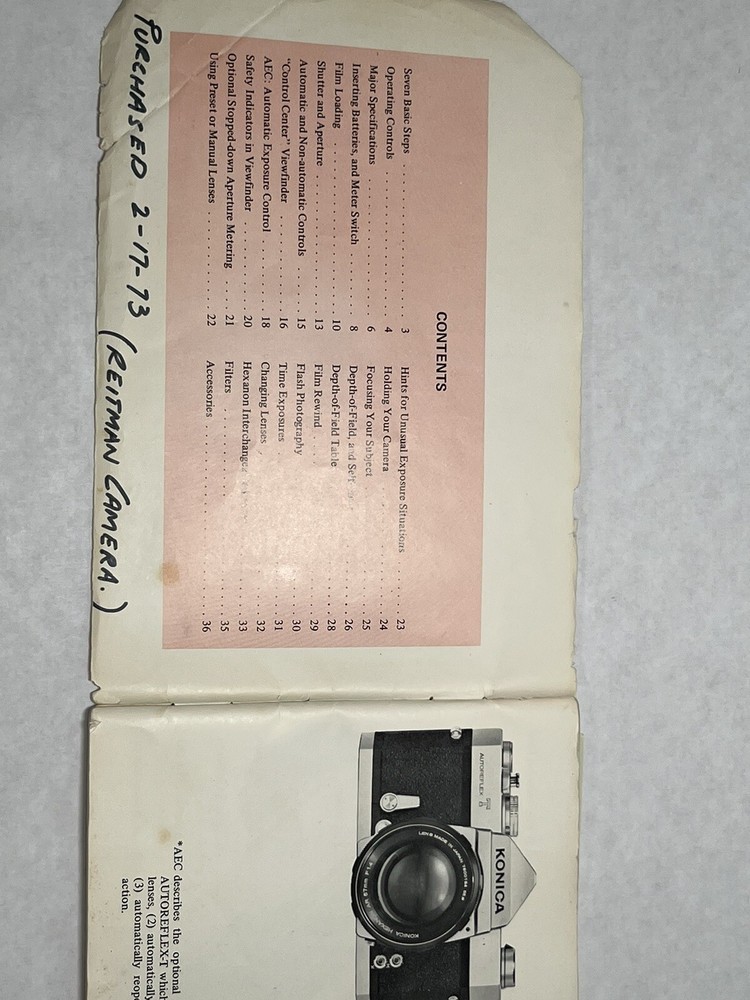 CONTENTS
Seven Basic Steps . . . . . . . . . . . . . . . . . . . 3
Operating Controls . . . . . . . . . . . . . . . . . . 4
Major Specifications . . . . . . . . . . . . . . . . . 6
Inserting Batteries, and Meter Switch . . . . . 8
Film Loading . . . . . . . . . . . . . . . . . . . . . 10
Shutter and Aperture . . . . . . . . . . . . . . . . 13
Automatic and Non-automatic Controls . . . . . 15
"Control Center" Viewfinder . . . . . . . . . . . 16
AEC: Automatic Exposure Control . . . . . . . . 18
Safety Indicators in Viewfinder . . . . . . . . . . 20
Optional Stopped-down Aperture Metering . . . 21
Using Preset or Manual Lenses . . . . . . . . . . 22
Hints for Unusual Exposure Situations . . . . . 23
Holding Your Camera . . . . . . . . . . . . . . . 24
Focusing Your Subject . . . . . . . . . . . . . . 25
Depth-of-Field, and . . . . . 26
Depth-of-Field Table . . . . . . . . . . . . . . . 28
Film Rewind . . . . . . . . . . . . . . . . . . . . 29
Flash Photography . . . . . . . . . . . . . . . . 30
Time Exposures . . . . . . . . . . . . . . . . . . 31
Changing Lenses . . . . . . . . . . . . . . . . . 32
Hexanon . . . . . . . . . . . . 33
Filters . . . . . . . . . . . . . . . . . . . . . . . . 35
Accessories . . . . . . . . . . . . . . . . . . . . . 36
PURCHASED 2-17-73 (REITMAN CAMERA.)
KONICA
AUTOREFLEX
*AEC describes the optional
AUTOREFLEX-T which
lenses, (2) automatically
(3) automatically
action.